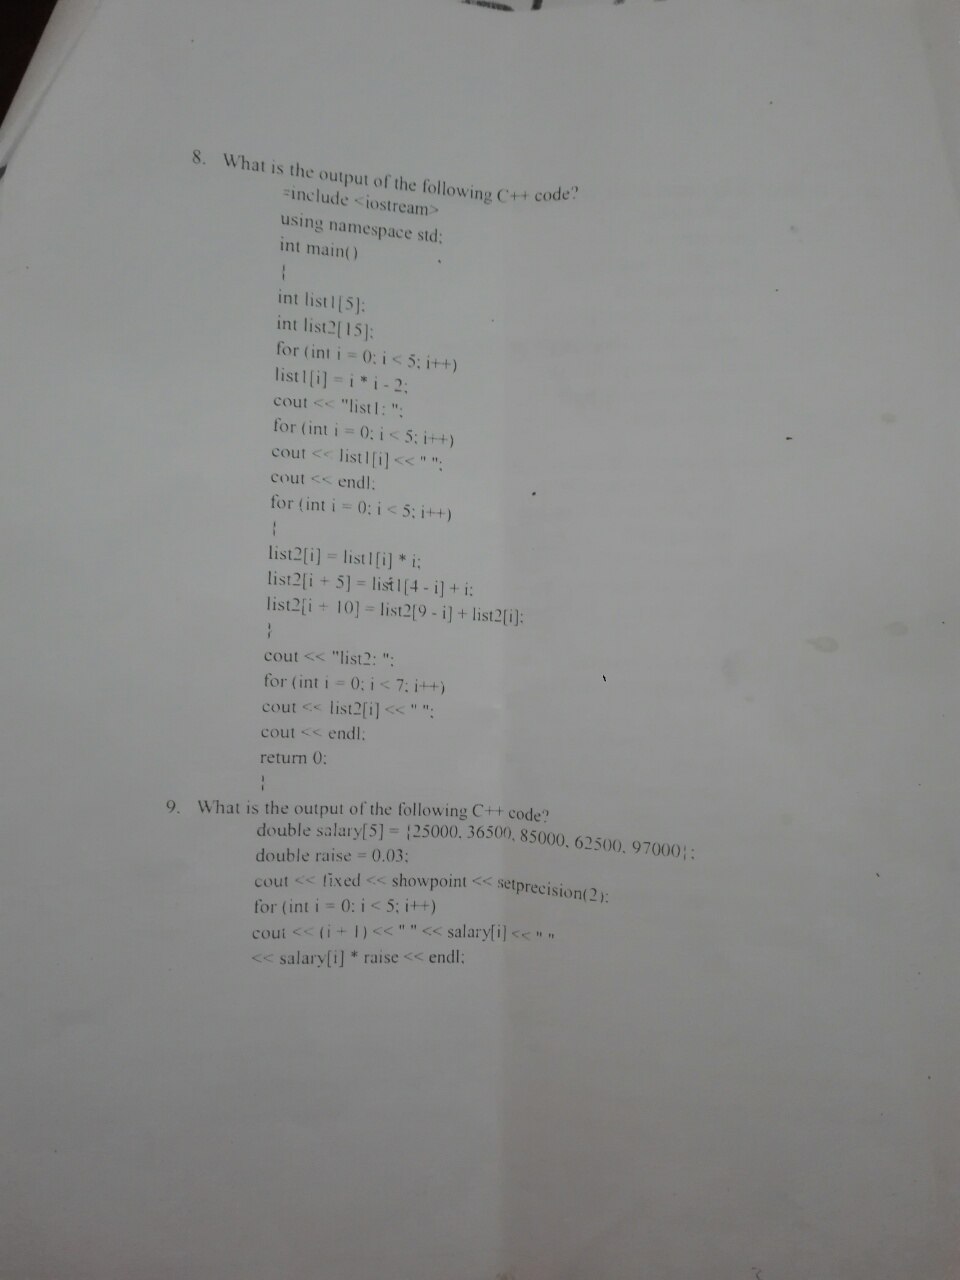 8. What is the output of the following C++ code?
#include <iostream>
using namespace std;
int main()
{
int list1[5];
int list2[15];
for (int i = 0; i < 5; i++)
list1[i] = i * i - 2;
cout << "list1: ";
for (int i = 0; i < 5; i++)
cout << list1[i] << " ";
cout << endl;
for (int i = 0; i < 5; i++)
{
list2[i] = list1[i] * i;
list2[i + 5] = list1[4 - i] + i;
list2[i + 10] = list2[9 - i] + list2[i];
}
cout << "list2: ";
for (int i = 0; i < 7; i++)
cout << list2[i] << " ";
cout << endl;
return 0;
}
9. What is the output of the following C++ code?
double salary[5] = {25000, 36500, 85000, 62500, 97000};
double raise = 0.03;
cout << fixed << showpoint << setprecision(2);
for (int i = 0; i < 5; i++)
cout << (i + 1) << " " << salary[i] << " "
<< salary[i] * raise << endl;